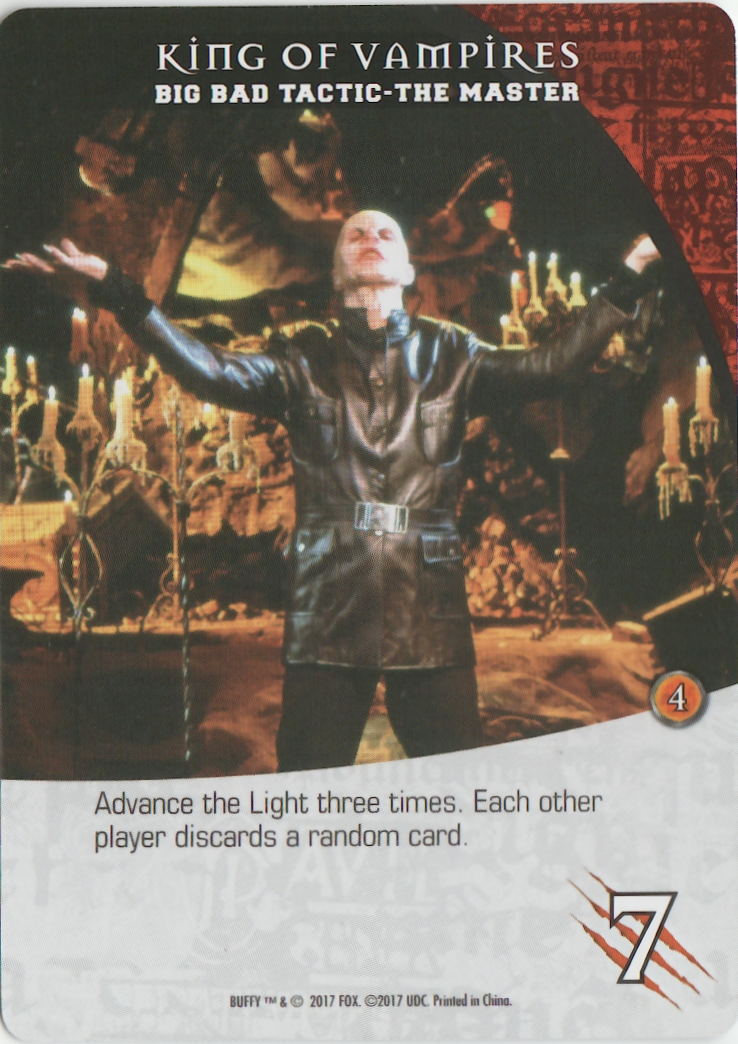 KING OF VAMPIRES
BIG BAD TACTIC-THE MASTER
4
Advance the Light three times. Each other
player discards a random card.
7
BUFFY ™ & © 2017 FOX. ©2017 UDC. Printed in China.